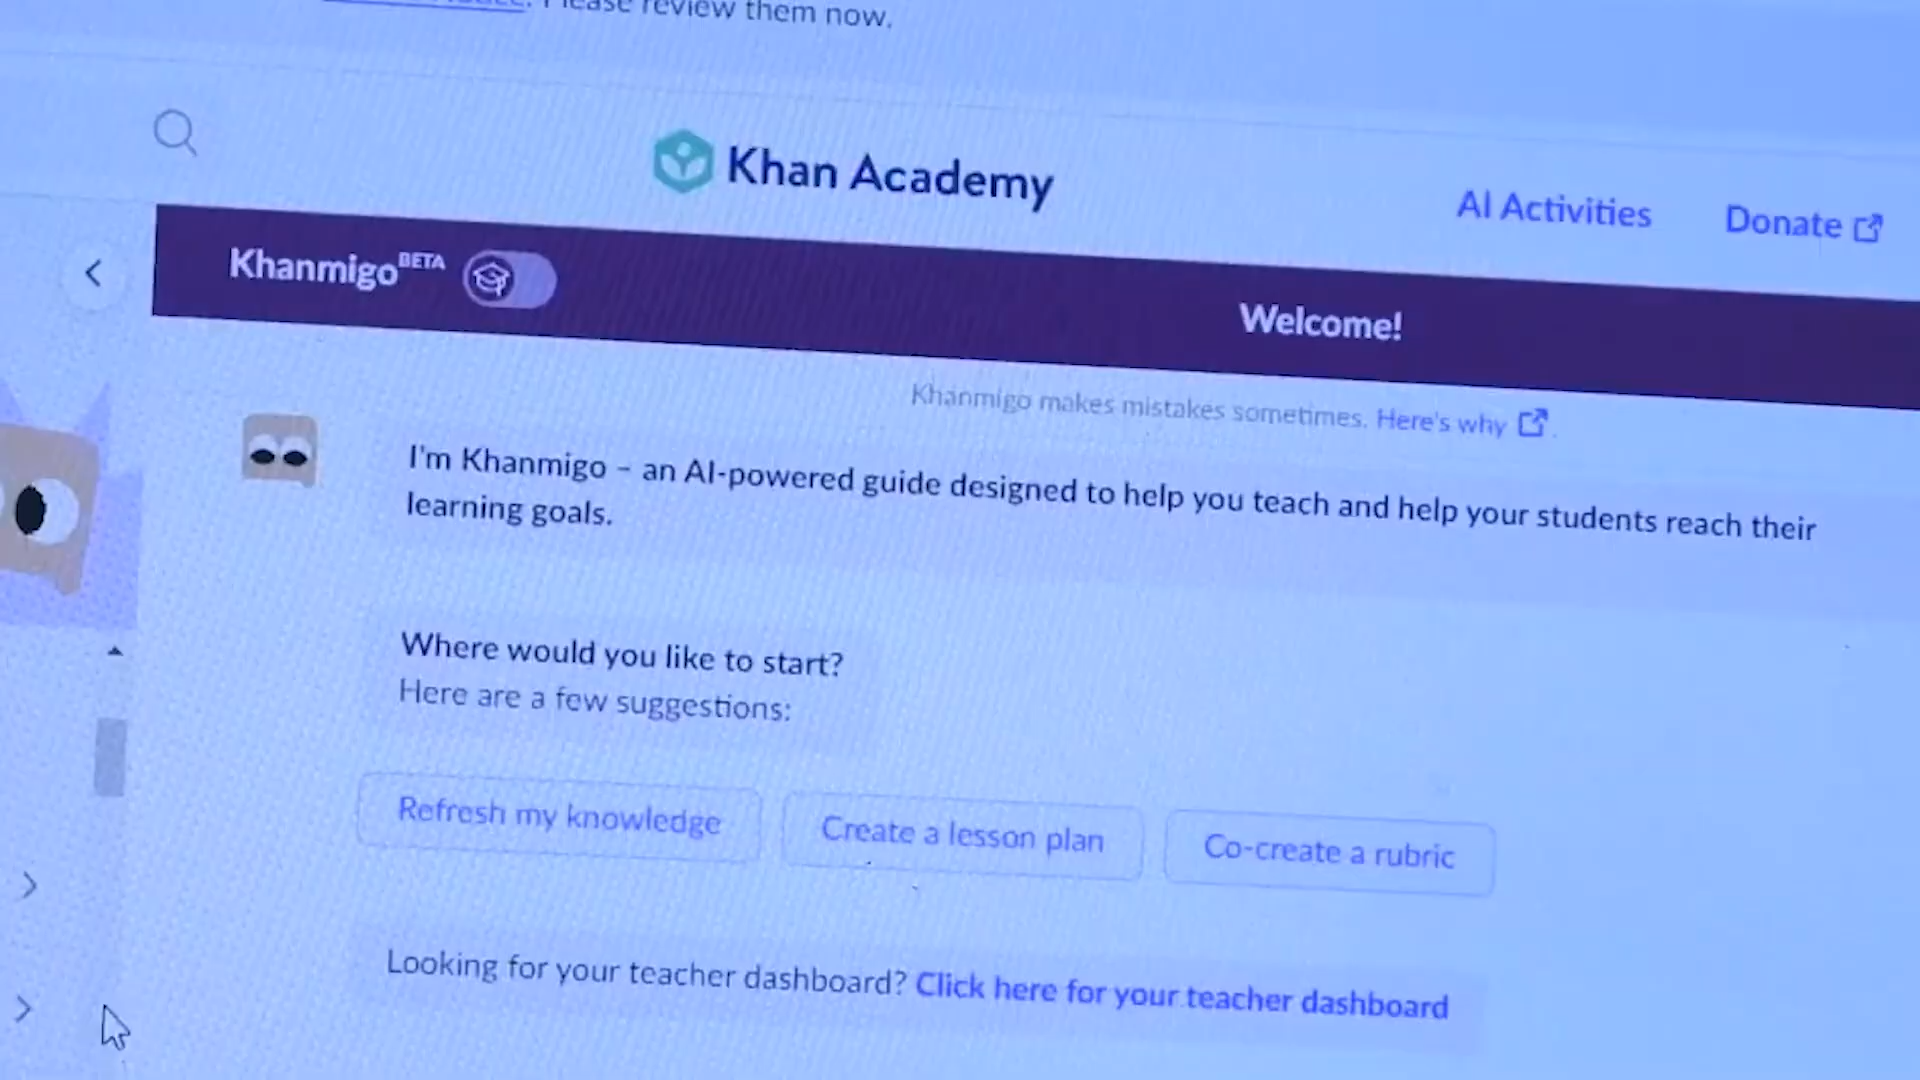 Please review them now.
Khan Academy
AI Activities
Donate
Khanmigo BETA
Welcome!
Khanmigo makes mistakes sometimes. Here's why
I'm Khanmigo – an AI-powered guide designed to help you teach and help your students reach their
learning goals.
Where would you like to start?
Here are a few suggestions:
Refresh my knowledge
Create a lesson plan
Co-create a rubric
Looking for your teacher dashboard? Click here for your teacher dashboard